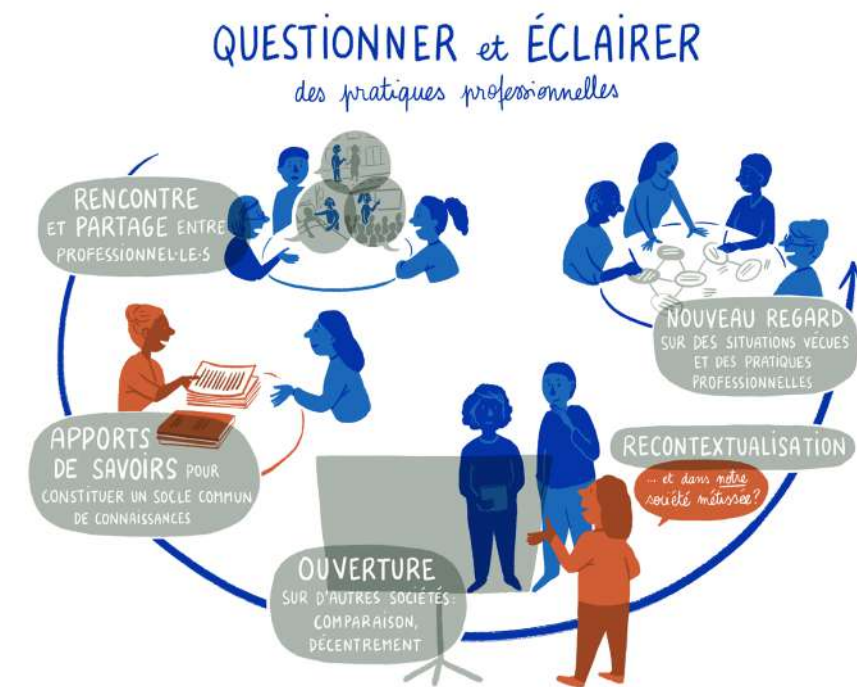 QUESTIONNER et ÉCLAIRER
des pratiques professionnelles
RENCONTRE
ET PARTAGE ENTRE
PROFESSIONNEL·LE·S
APPORTS
DE SAVOIRS POUR
CONSTITUER UN SOCLE COMMUN
DE CONNAISSANCES
OUVERTURE
SUR D'AUTRES SOCIÉTÉS:
COMPARAISON,
DÉCENTREMENT
RECONTEXTUALISATION
... et dans notre
société métissée?
NOUVEAU REGARD
SUR DES SITUATIONS VÉCUES
ET DES PRATIQUES
PROFESSIONNELLES